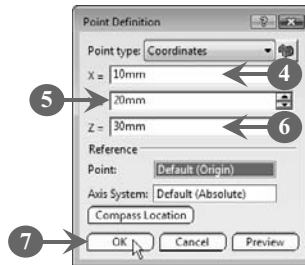 Point Definition
Point type: Coordinates
X = 10mm 4
5 20mm
Z = 30mm 6
Reference
Point: Default (Origin)
Axis System: Default (Absolute)
Compass Location
7 OK Cancel Preview